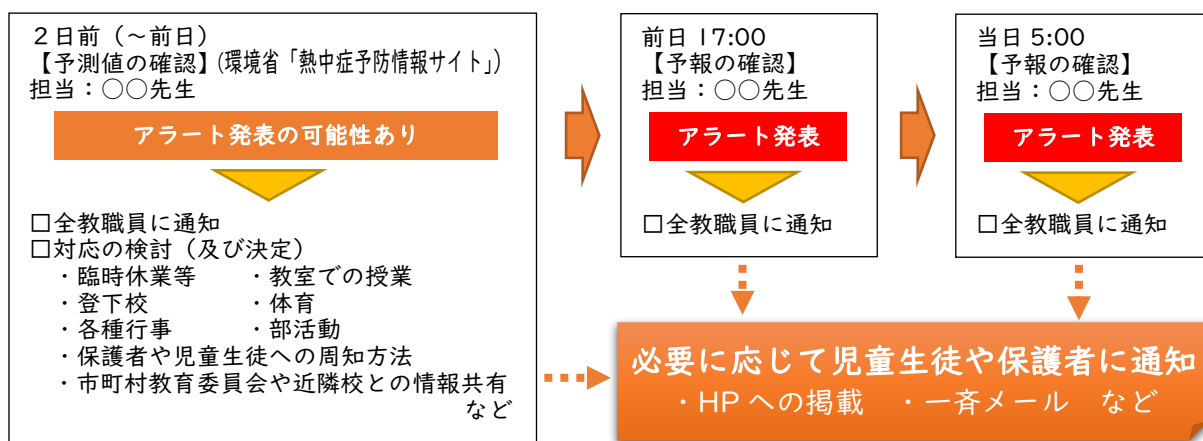 2日前（～前日）
【予測値の確認】(環境省「熱中症予防情報サイト」)
担当：○○先生
アラート発表の可能性あり
□全教職員に通知
□対応の検討（及び決定）
・臨時休業等　・教室での授業
・登下校　・体育
・各種行事　・部活動
・保護者や児童生徒への周知方法
・市町村教育委員会や近隣校との情報共有
など
前日 17:00
【予報の確認】
担当：○○先生
アラート発表
□全教職員に通知
当日 5:00
【予報の確認】
担当：○○先生
アラート発表
□全教職員に通知
必要に応じて児童生徒や保護者に通知
・HP への掲載　・一斉メール　など